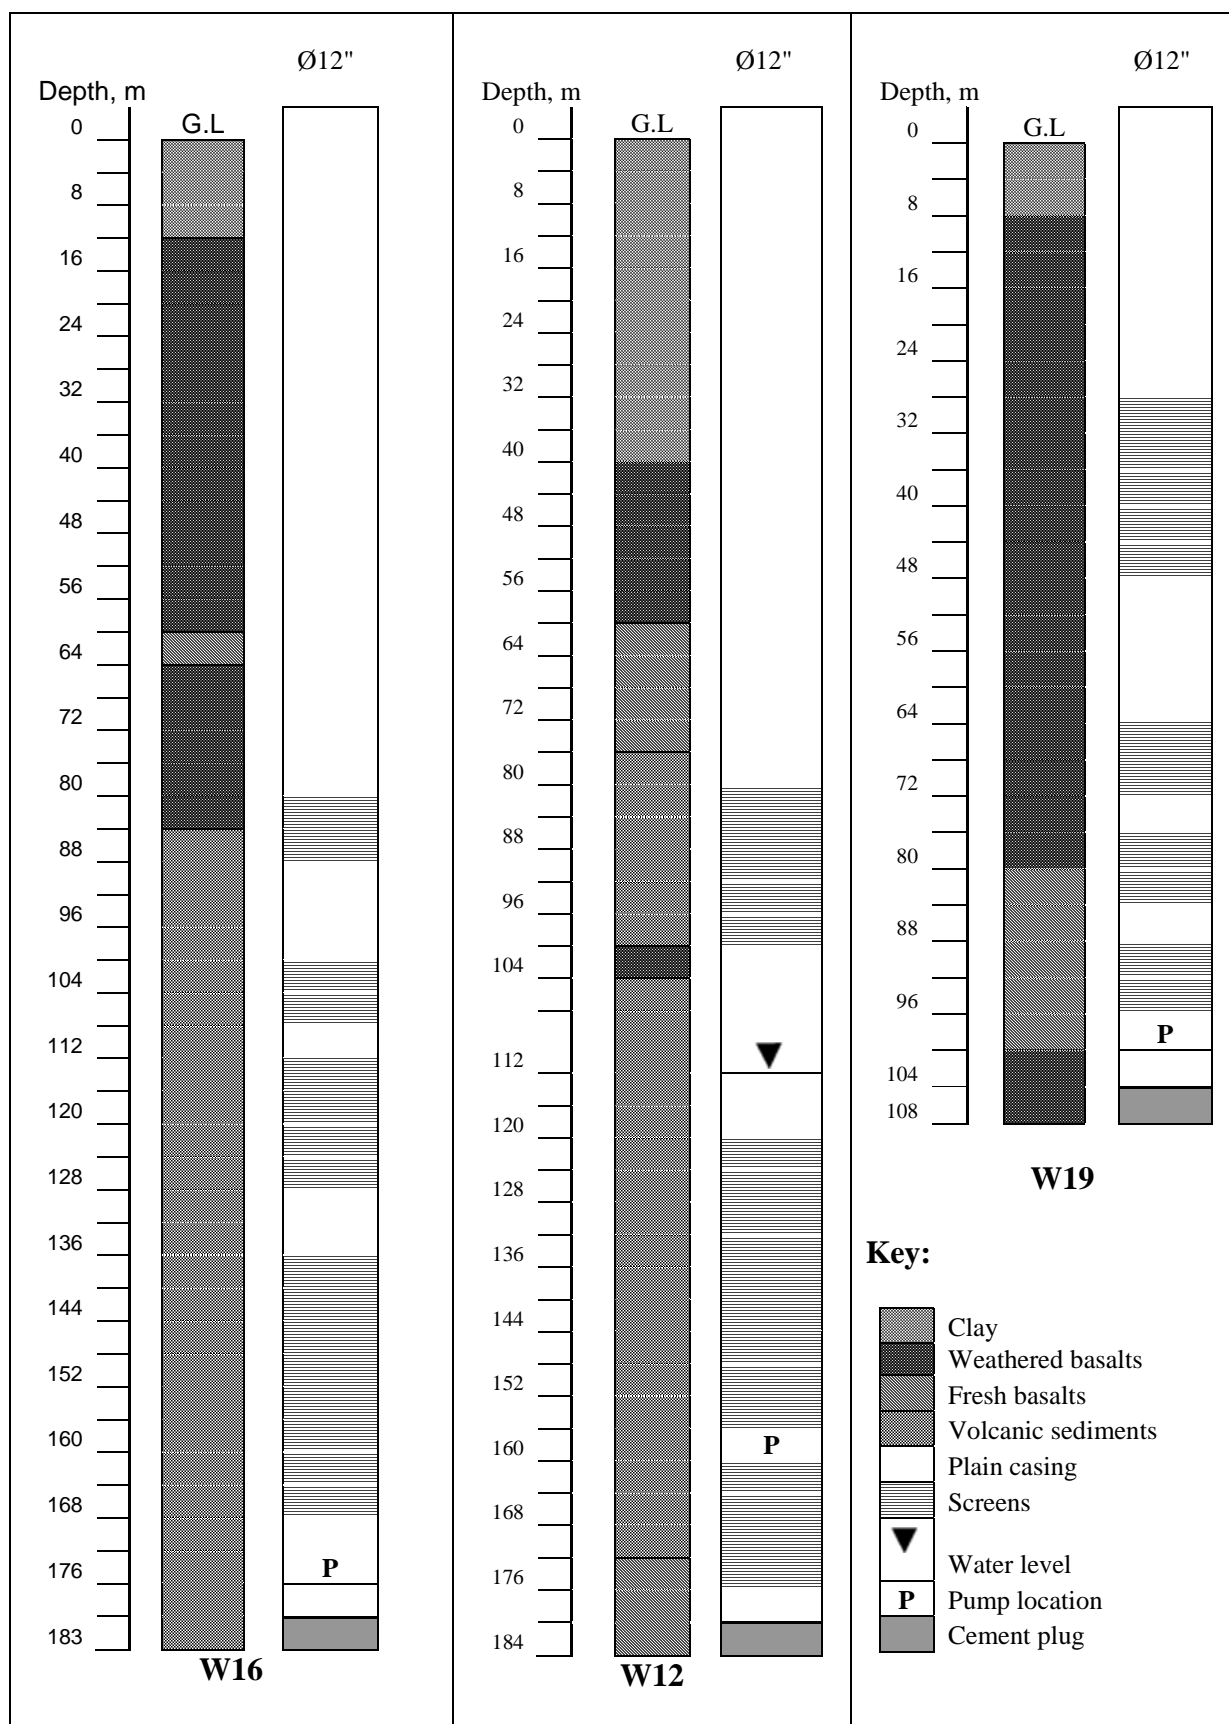 Ø12"
Depth, m
G.L
0
8
16
24
32
40
48
56
64
72
80
88
96
104
112
120
128
136
144
152
160
168
176
183
P
W16
Ø12"
Depth, m
G.L
0
8
16
24
32
40
48
56
64
72
80
88
96
104
112
120
128
136
144
152
160
168
176
184
P
W12
Ø12"
Depth, m
G.L
0
8
16
24
32
40
48
56
64
72
80
88
96
104
108
P
W19
Key:
Clay
Weathered basalts
Fresh basalts
Volcanic sediments
Plain casing
Screens
Water level
P Pump location
Cement plug